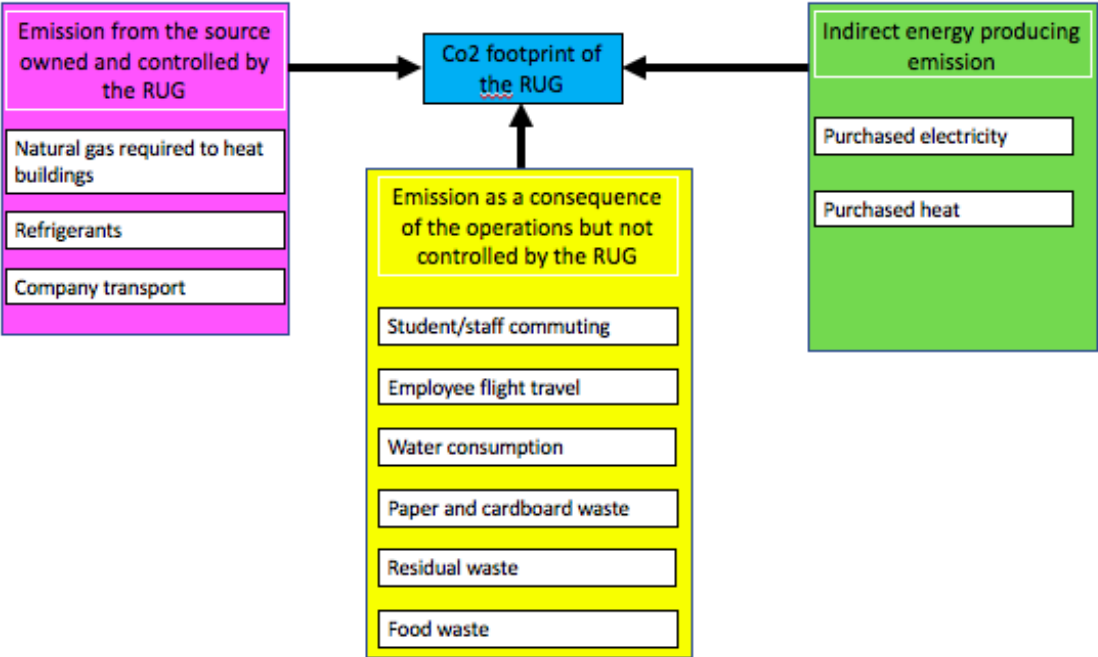 Emission from the source
owned and controlled by
the RUG
Natural gas required to heat
buildings
Refrigerants
Company transport
Co2 footprint of
the RUG
Indirect energy producing
emission
Purchased electricity
Purchased heat
Emission as a consequence
of the operations but not
controlled by the RUG
Student/staff commuting
Employee flight travel
Water consumption
Paper and cardboard waste
Residual waste
Food waste